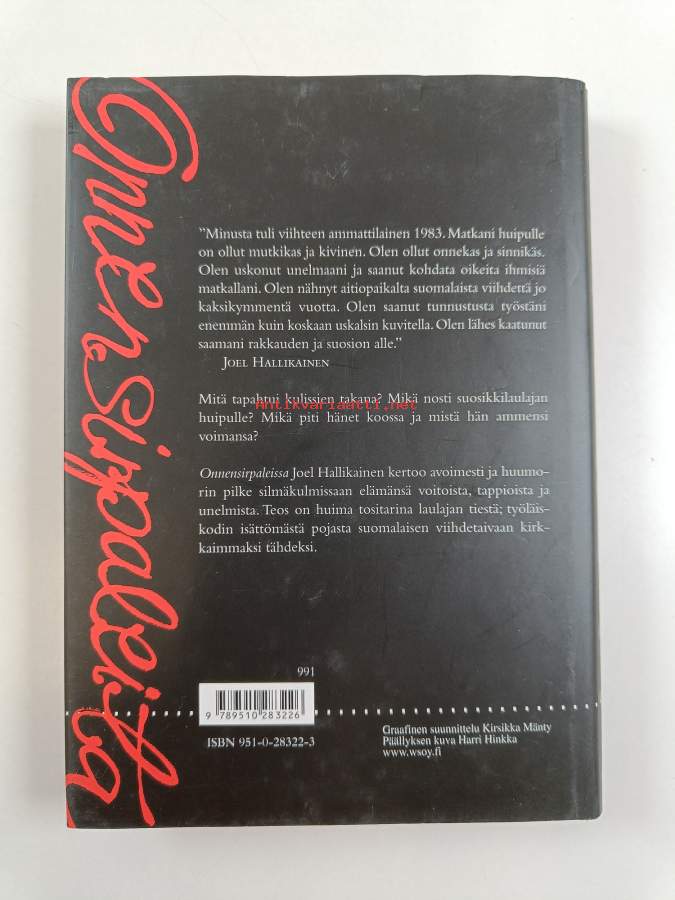 Onnensirpaleita
”Minusta tuli viihteen ammattilainen 1983. Matkani huipulle
on ollut mutkikas ja kivinen. Olen ollut onnekas ja sinnikäs.
Olen uskonut unelmaani ja saanut kohdata oikeita ihmisiä
matkallani. Olen nähnyt aitiopaikalta suomalaista viihdettä jo
kaksikymmentä vuotta. Olen saanut tunnustusta työstäni
enemmän kuin koskaan uskalsin kuvitella. Olen lähes kaatunut
saamani rakkauden ja suosion alle.”
JOEL HALLIKAINEN
Mitä tapahtui kulissien takana? Mikä nosti suosikkilaulajan
Antikvariaatti.net
huipulle? Mikä piti hänet koossa ja mistä hän ammensi
voimansa?
Onnensirpaleissa Joel Hallikainen kertoo avoimesti ja huumo-
rin pilke silmäkulmissaan elämänsä voitoista, tappioista ja
unelmista. Teos on huima tositarina laulajan tiestä; työläis-
kodin isättömästä pojasta suomalaisen viihdetaivaan kirk-
kaimmaksi tähdeksi.
991
9 789510 283226
ISBN 951-0-28322-3
Graafinen suunnittelu Kirsikka Mänty
Päällyksen kuva Harri Hinkka
www.wsoy.fi